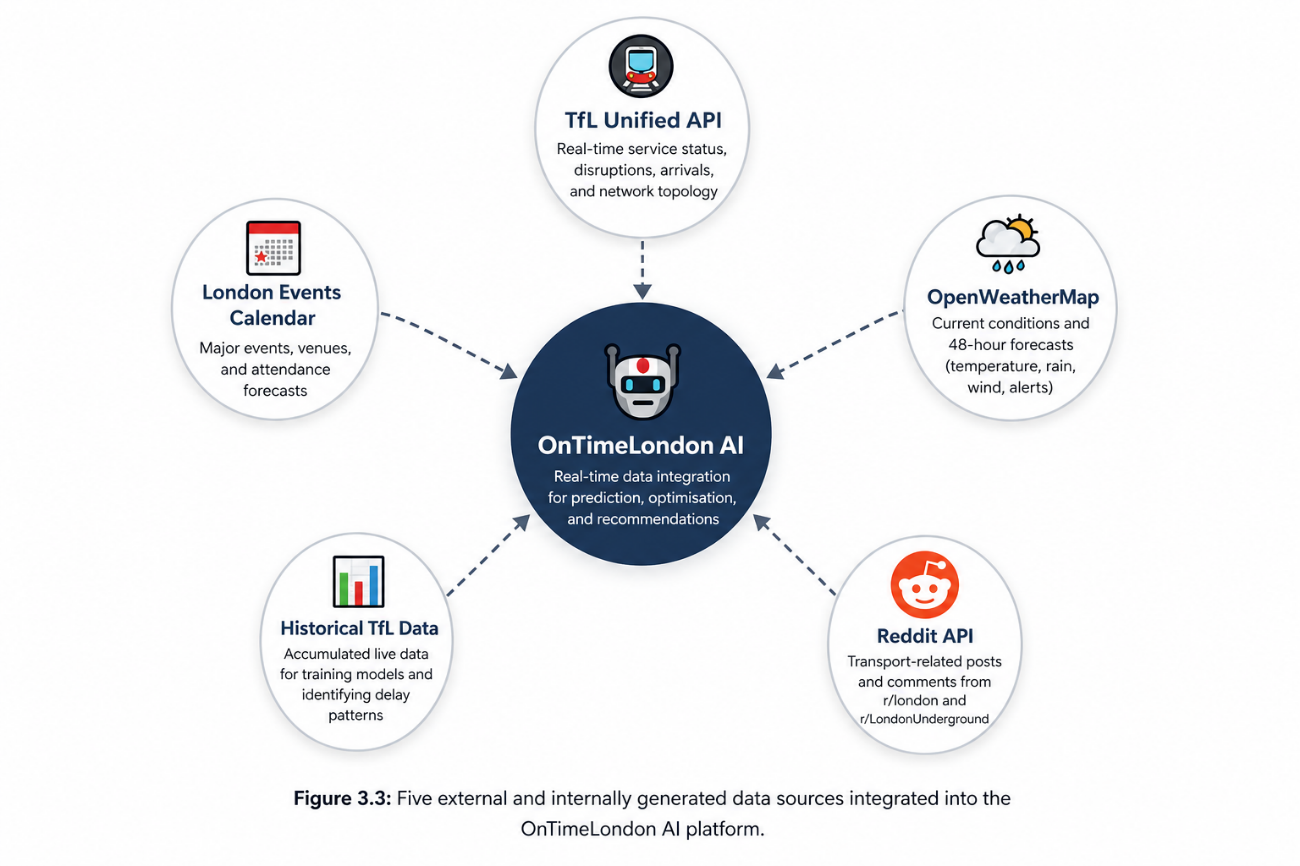 TfL Unified API
Real-time service status,
disruptions, arrivals,
and network topology
London Events
Calendar
Major events, venues,
and attendance
forecasts
OpenWeatherMap
Current conditions and
48-hour forecasts
(temperature, rain,
wind, alerts)
OnTimeLondon AI
Real-time data integration
for prediction, optimisation,
and recommendations
Historical TfL Data
Accumulated live data
for training models and
identifying delay
patterns
Reddit API
Transport-related posts
and comments from
r/london and
r/LondonUnderground
Figure 3.3: Five external and internally generated data sources integrated into the
OnTimeLondon AI platform.